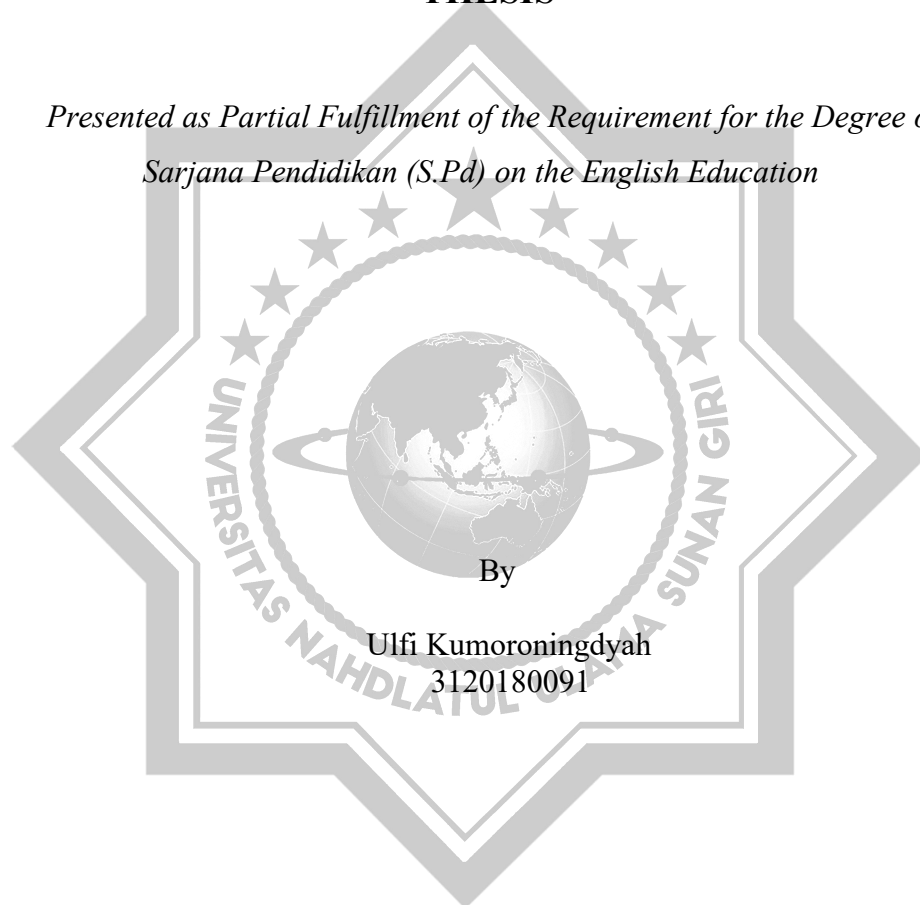 THESIS
Presented as Partial Fulfillment of the Requirement for the Degree o
Sarjana Pendidikan (S.Pd) on the English Education
By
Ulfi Kumoroningdyah
3120180091
UNIVERSITAS NAHDLATUL ULAMA SUNAN GIRI